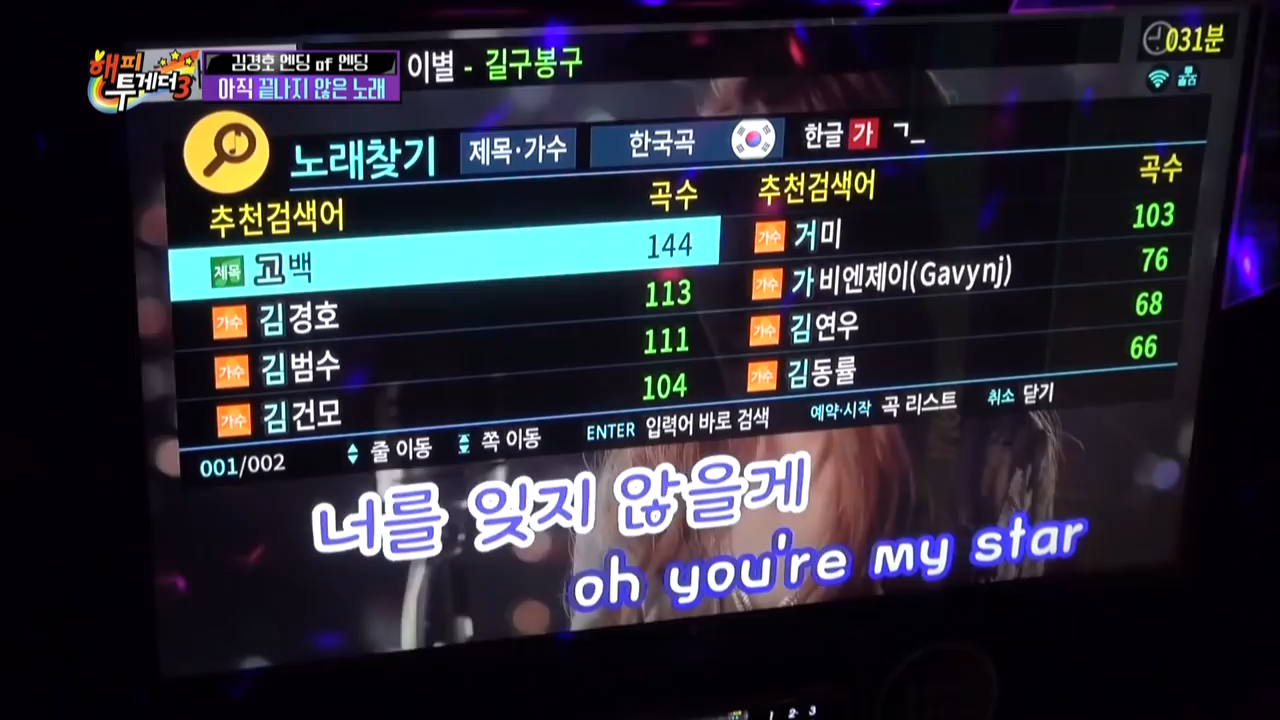 해피투게더3
김경호 엔딩 of 엔딩
아직 끝나지 않은 노래
이별 - 길구봉구
031분
노래찾기 제목·가수 한국곡 한글 가 ㄱ_
추천검색어 곡수 추천검색어 곡수
제목 고백 144 가수 거미 103
가수 김경호 113 가수 가비엔제이(Gavy nj) 76
가수 김범수 111 가수 김연우 68
가수 김건모 104 가수 김동률 66
001/002 줄 이동 쪽 이동 ENTER 입력어 바로 검색 예약·시작 곡 리스트 취소 닫기
너를 잊지 않을게
oh you're my star
1 2 3